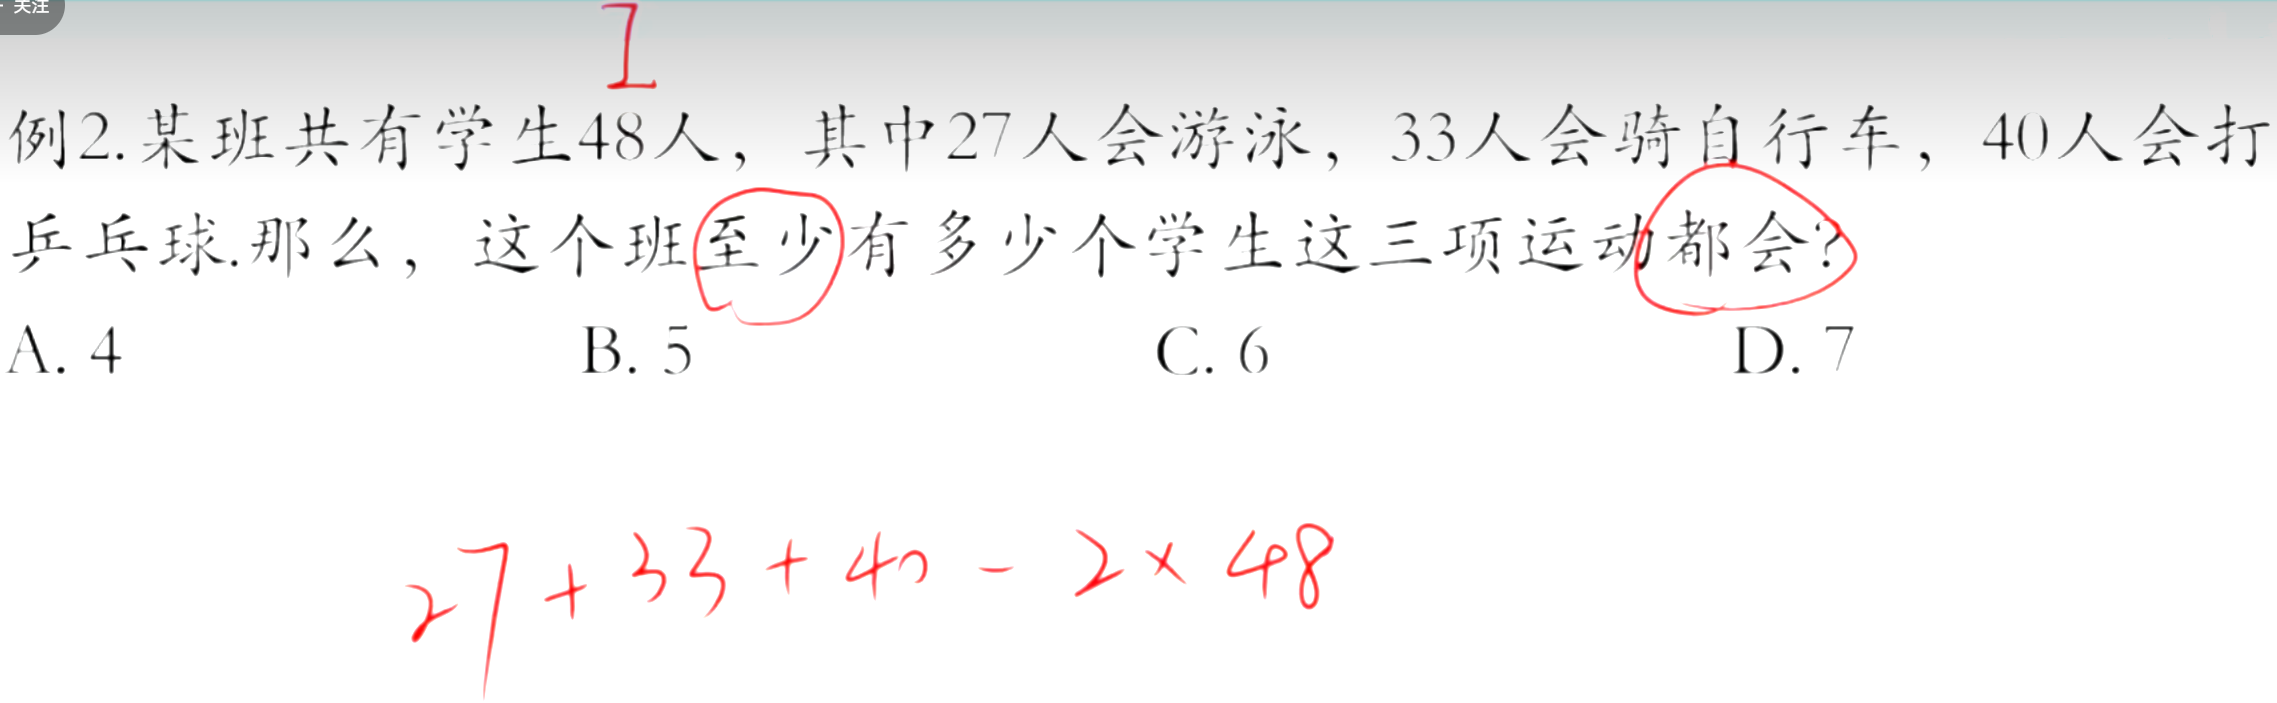 关注
I
例2.某班共有学生48人，其中27人会游泳，33人会骑自行车，40人会打
乒乓球.那么，这个班至少有多少个学生这三项运动都会?
A. 4 B. 5 C. 6 D. 7
27+33+40-2×48